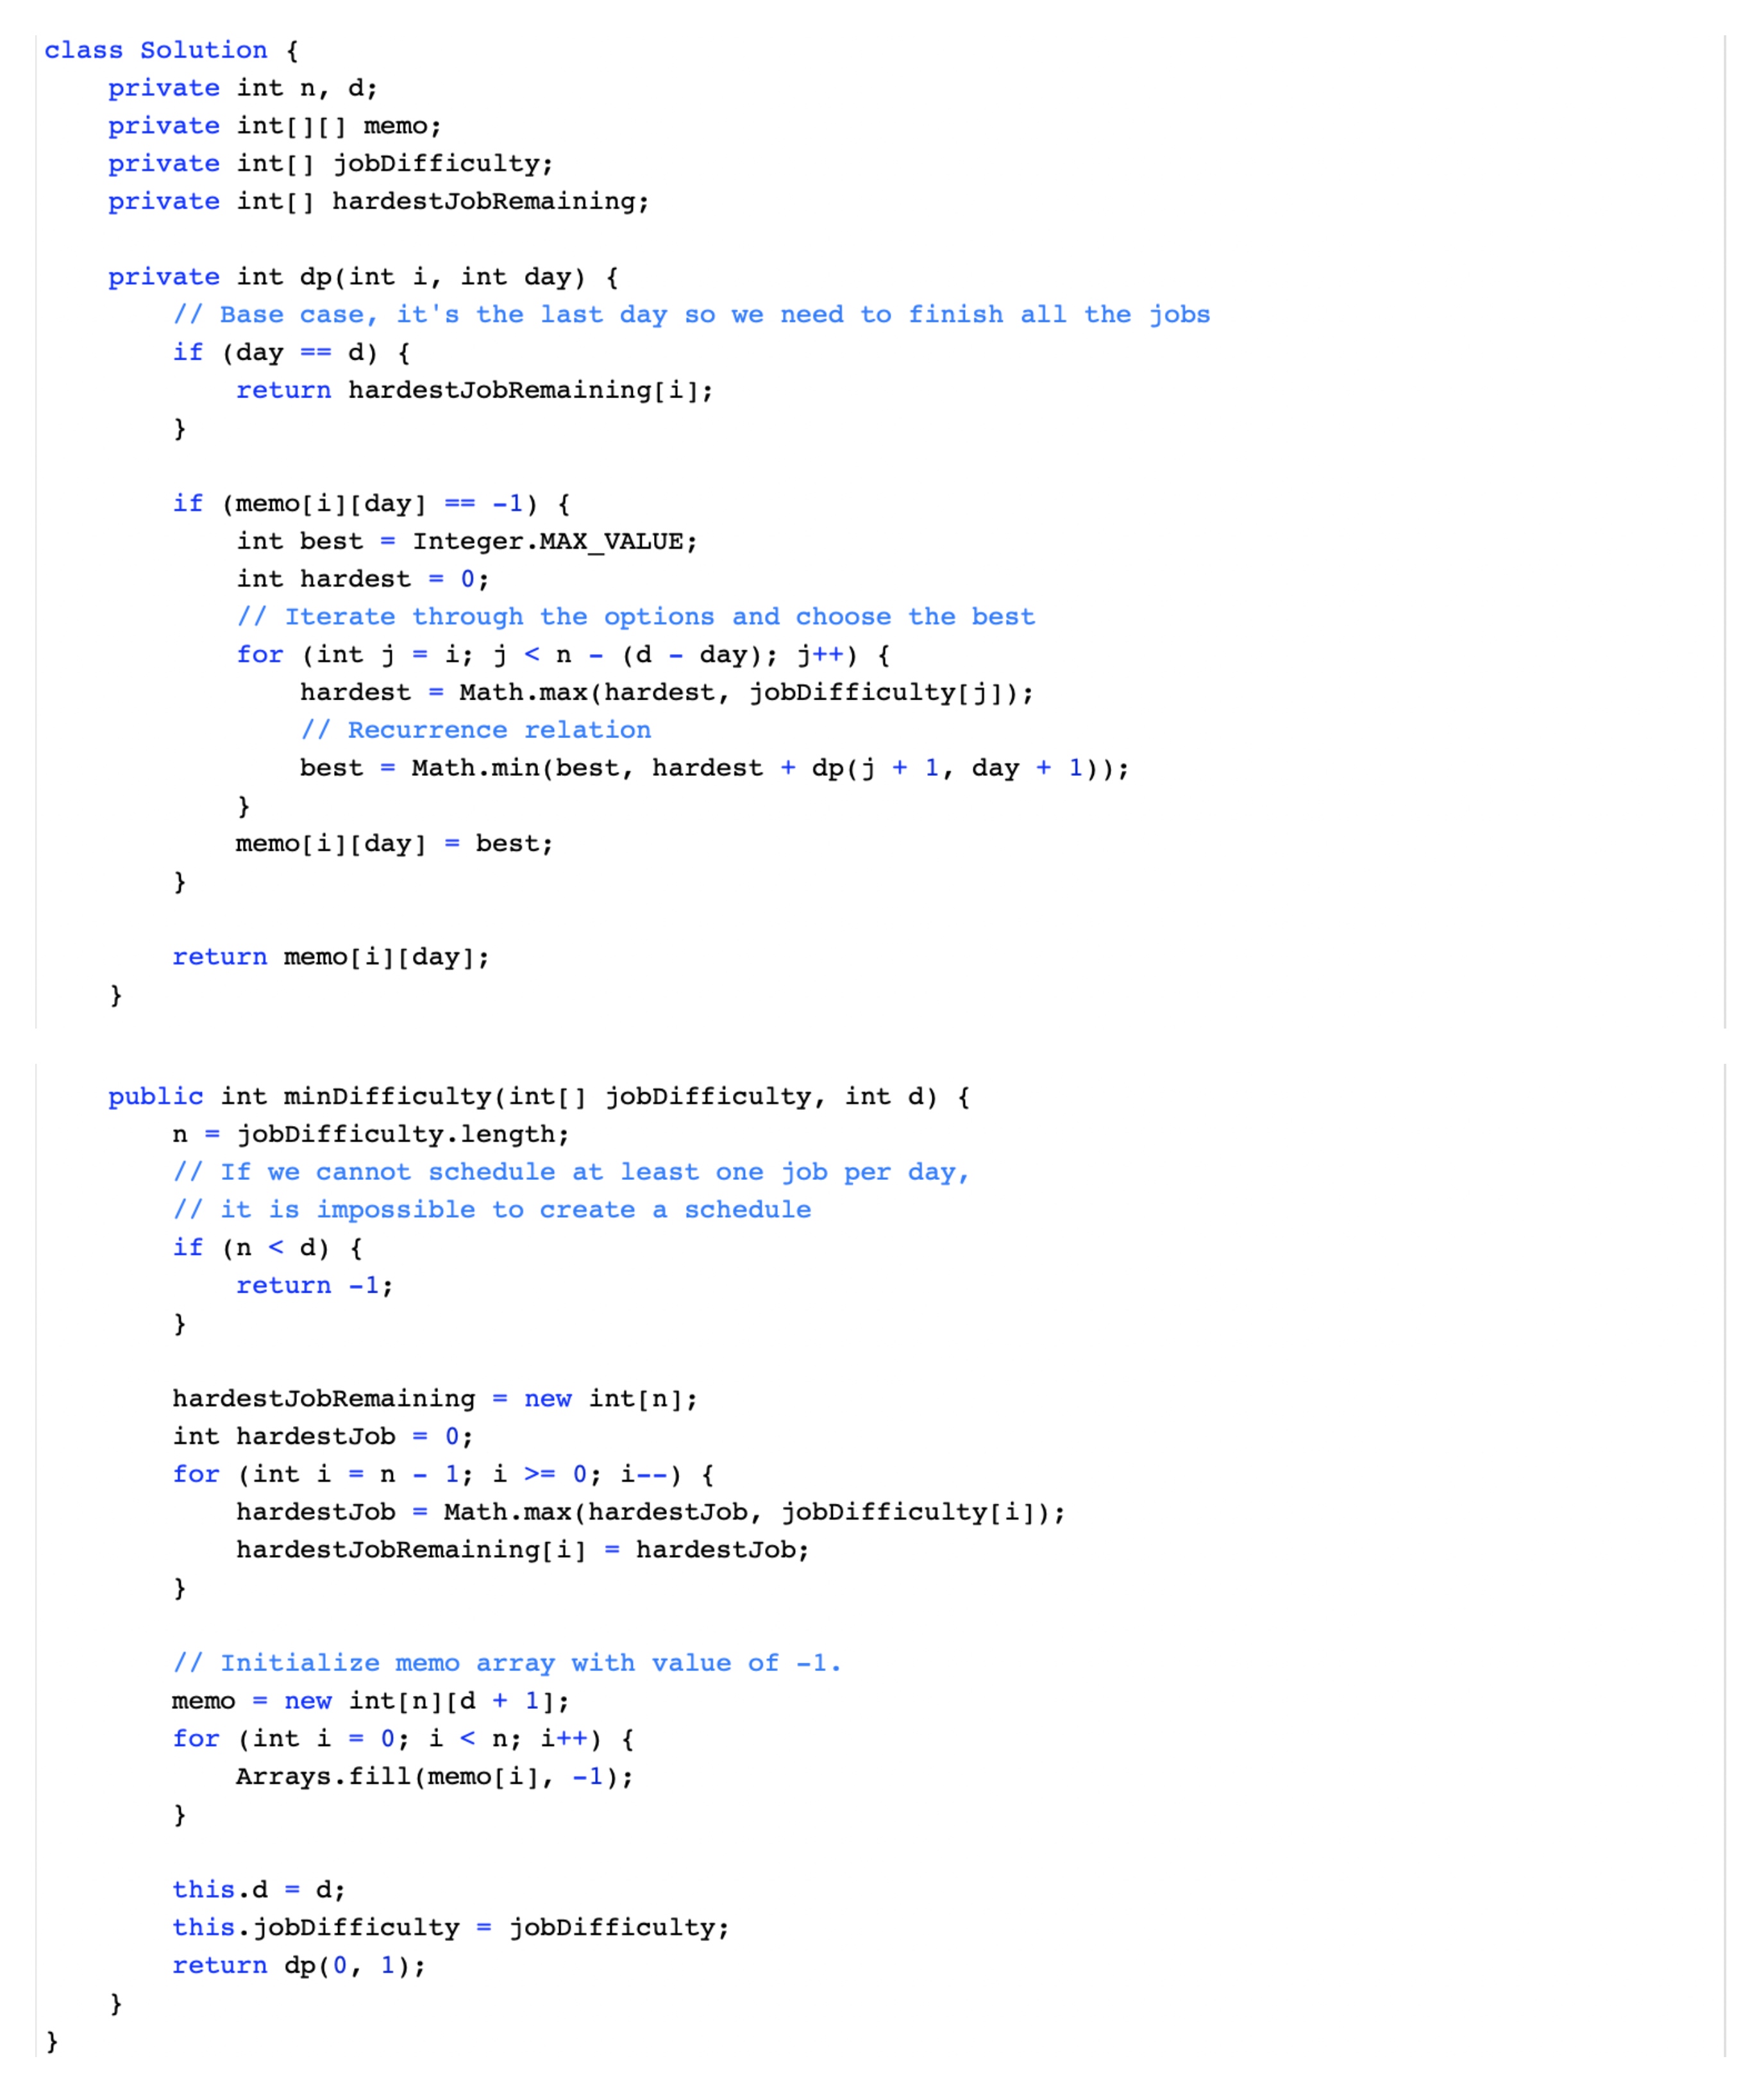 class Solution {
    private int n, d;
    private int[][] memo;
    private int[] jobDifficulty;
    private int[] hardestJobRemaining;

    private int dp(int i, int day) {
        // Base case, it's the last day so we need to finish all the jobs
        if (day == d) {
            return hardestJobRemaining[i];
        }

        if (memo[i][day] == -1) {
            int best = Integer.MAX_VALUE;
            int hardest = 0;
            // Iterate through the options and choose the best
            for (int j = i; j < n - (d - day); j++) {
                hardest = Math.max(hardest, jobDifficulty[j]);
                // Recurrence relation
                best = Math.min(best, hardest + dp(j + 1, day + 1));
            }
            memo[i][day] = best;
        }

        return memo[i][day];
    }

    public int minDifficulty(int[] jobDifficulty, int d) {
        n = jobDifficulty.length;
        // If we cannot schedule at least one job per day,
        // it is impossible to create a schedule
        if (n < d) {
            return -1;
        }

        hardestJobRemaining = new int[n];
        int hardestJob = 0;
        for (int i = n - 1; i >= 0; i--) {
            hardestJob = Math.max(hardestJob, jobDifficulty[i]);
            hardestJobRemaining[i] = hardestJob;
        }

        // Initialize memo array with value of -1.
        memo = new int[n][d + 1];
        for (int i = 0; i < n; i++) {
            Arrays.fill(memo[i], -1);
        }

        this.d = d;
        this.jobDifficulty = jobDifficulty;
        return dp(0, 1);
    }
}